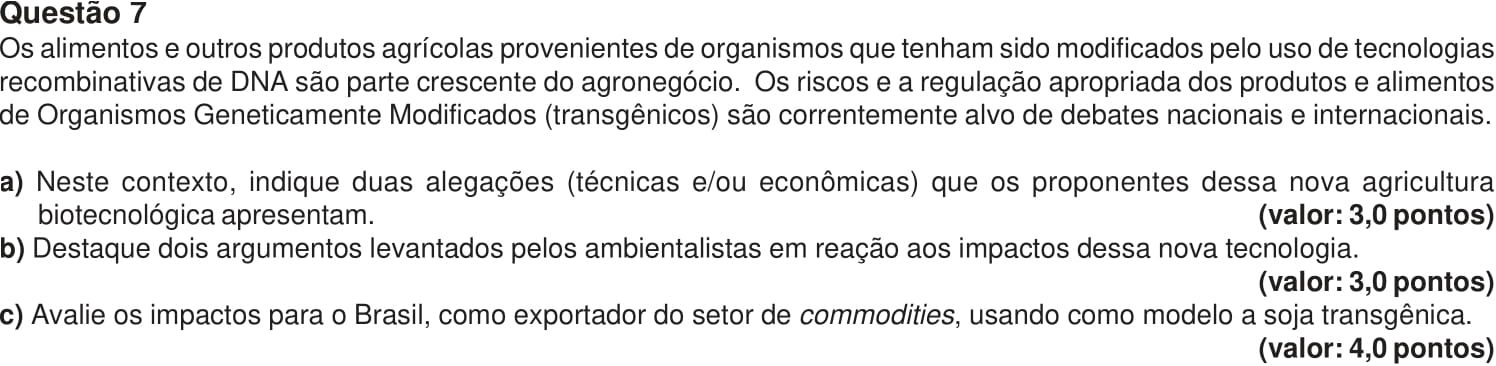 Questão 7
Os alimentos e outros produtos agrícolas provenientes de organismos que tenham sido modificados pelo uso de tecnologias
recombinativas de DNA são parte crescente do agronegócio. Os riscos e a regulação apropriada dos produtos e alimentos
de Organismos Geneticamente Modificados (transgênicos) são correntemente alvo de debates nacionais e internacionais.
a) Neste contexto, indique duas alegações (técnicas e/ou econômicas) que os proponentes dessa nova agricultura
biotecnológica apresentam. (valor: 3,0 pontos)
b) Destaque dois argumentos levantados pelos ambientalistas em reação aos impactos dessa nova tecnologia.
(valor: 3,0 pontos)
c) Avalie os impactos para o Brasil, como exportador do setor de commodities, usando como modelo a soja transgênica.
(valor: 4,0 pontos)